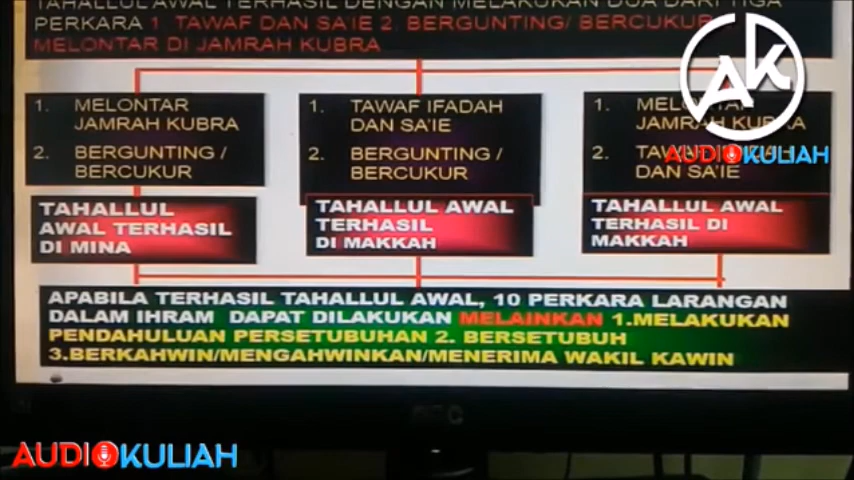 TAHALLUL AWAL TERHASIL DENGAN MELAKUKAN DUA DARI TIGA
PERKARA 1. TAWAF DAN SA'IE 2. BERGUNTING/ BERCUKUR
MELONTAR DI JAMRAH KUBRA
1. MELONTAR
JAMRAH KUBRA
2. BERGUNTING /
BERCUKUR
TAHALLUL
AWAL TERHASIL
DI MINA
1. TAWAF IFADAH
DAN SA'IE
2. BERGUNTING /
BERCUKUR
TAHALLUL AWAL
TERHASIL
DI MAKKAH
1. MELONTAR
JAMRAH KUBRA
2.
DAN SA'IE
TAHALLUL AWAL
TERHASIL DI
MAKKAH
APABILA TERHASIL TAHALLUL AWAL, 10 PERKARA LARANGAN
DALAM IHRAM DAPAT DILAKUKAN MELAINKAN 1.MELAKUKAN
PENDAHULUAN PERSETUBUHAN 2. BERSETUBUH
3.BERKAHWIN/MENGAHWINKAN/MENERIMA WAKIL KAWIN
AK
AUDIOKULIAH
AOC
AUDIOKULIAH